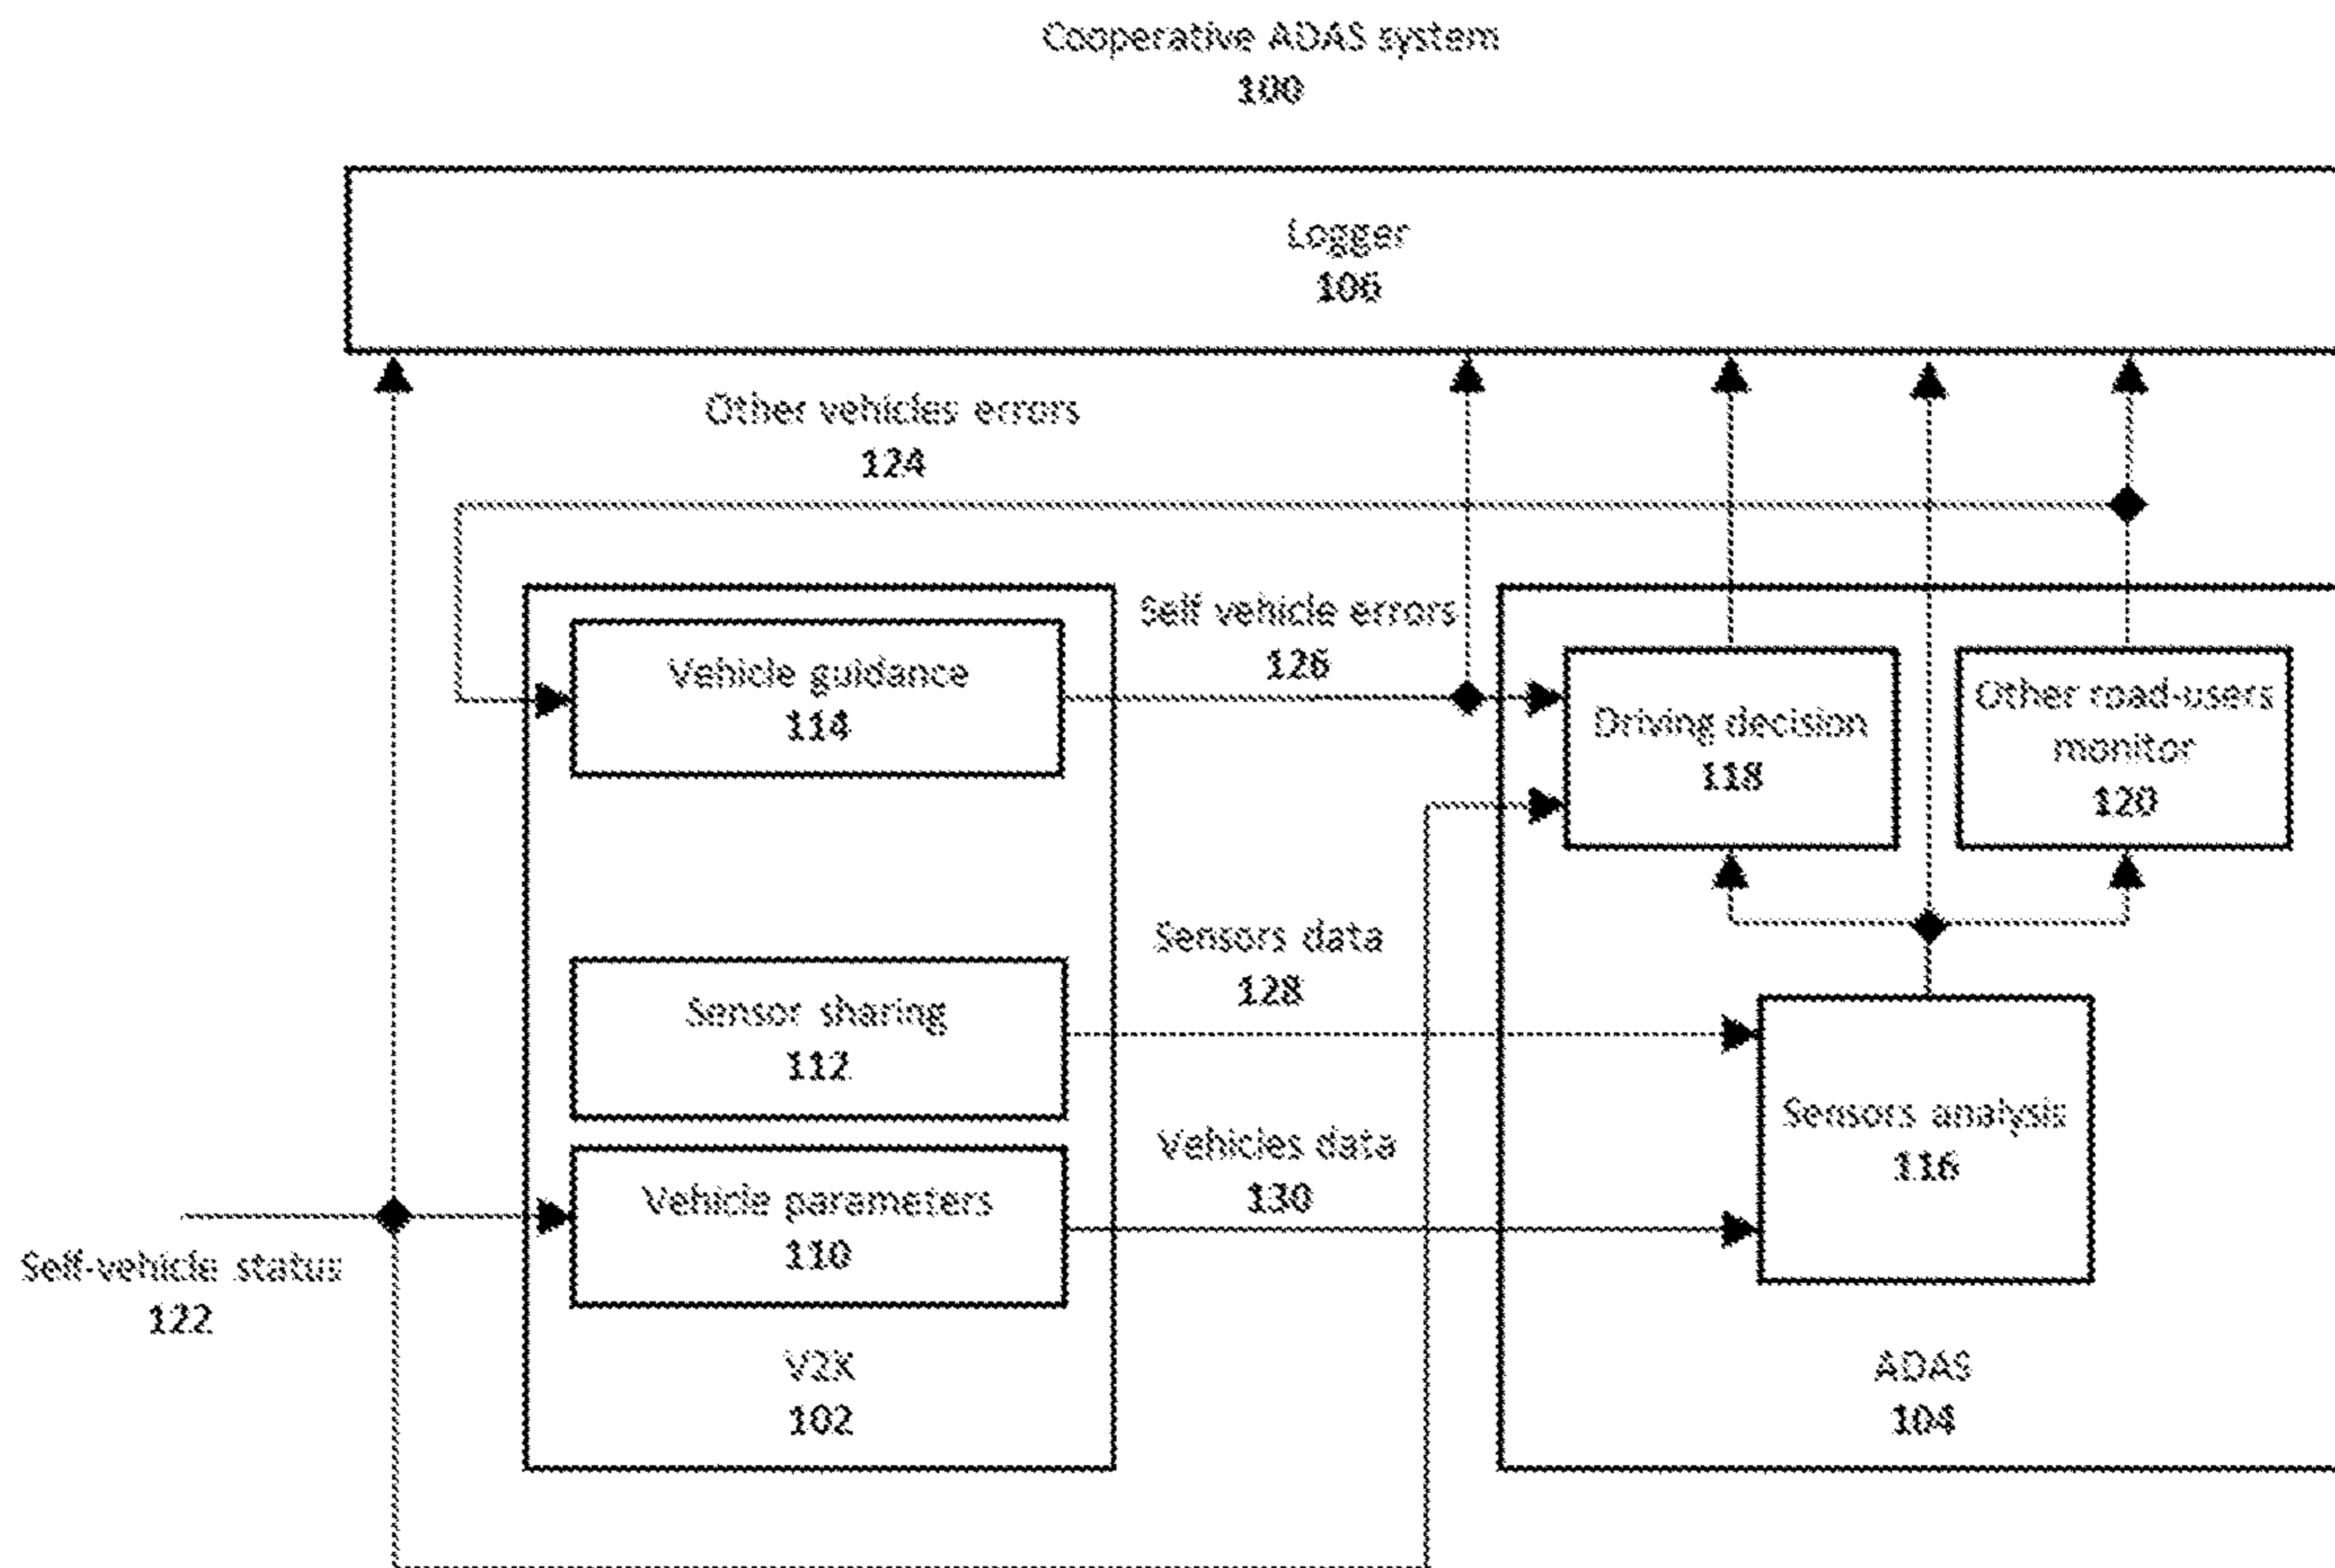 Cooperative ADAS system
100
Logger
106
Other vehicles errors
124
Self vehicle errors
126
Vehicle guidance
114
Driving decision
118
Other road-users
monitor
120
Sensors data
128
Sensor sharing
112
Sensors analysis
116
Vehicles data
130
Vehicle parameters
110
Self-vehicle status
122
V2X
102
ADAS
104